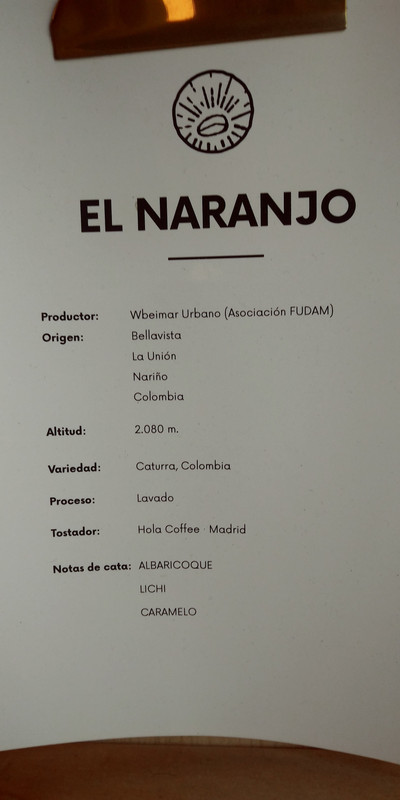 EL NARANJO
Productor: Wbeimar Urbano (Asociación FUDAM)
Origen: Bellavista
La Unión
Nariño
Colombia
Altitud: 2.080 m.
Variedad: Caturra, Colombia
Proceso: Lavado
Tostador: Hola Coffee · Madrid
Notas de cata: ALBARICOQUE
LICHI
CARAMELO